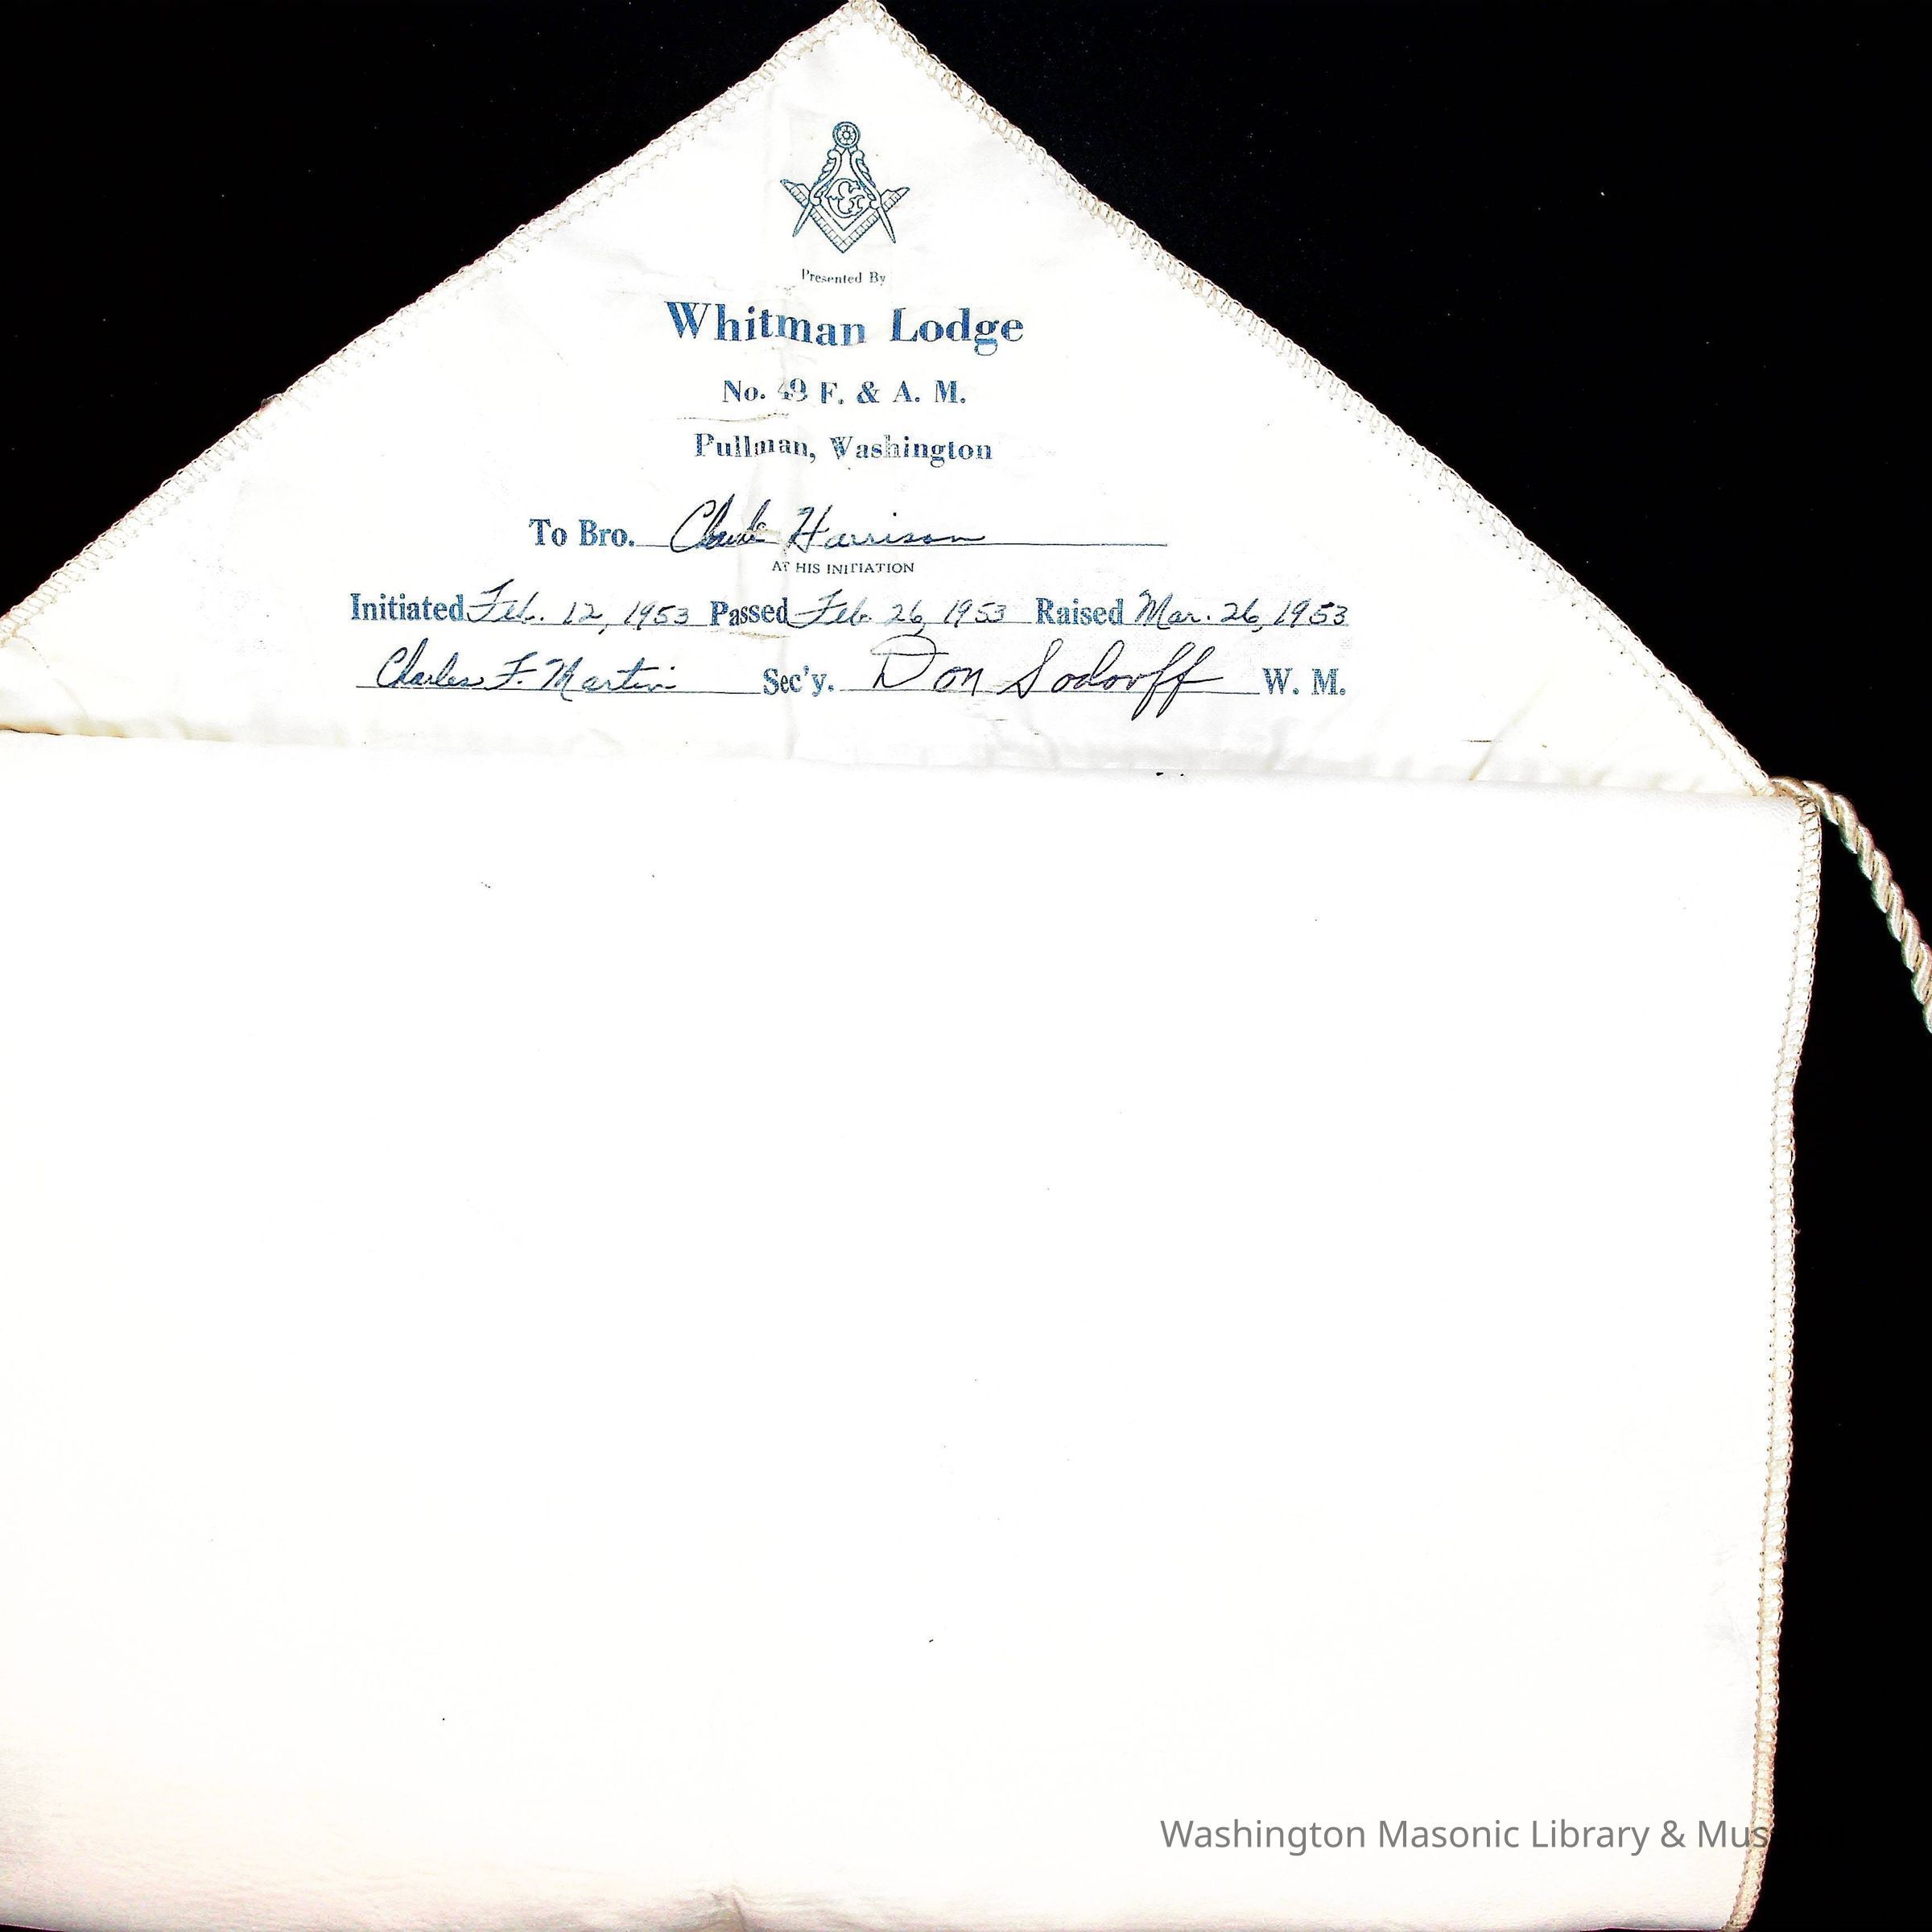 G
Presented By
Whitman Lodge
No. 49 F. & A. M.
Pullman, Washington
To Bro. Claude Harrison
AT HIS INITIATION
Initiated Feb. 12, 1953 Passed Feb. 26, 1953 Raised Mar. 26, 1953
Charles F. Martin Sec'y. Don Sodorff W. M.
Washington Masonic Library & Mus